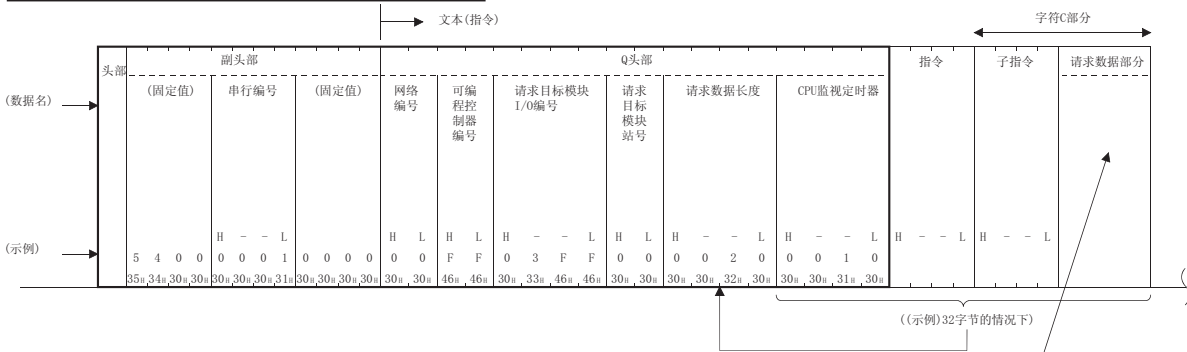 文本(指令)
字符C部分
头部
副头部
Q头部
指令
子指令
请求数据部分
(数据名)
(固定值)
串行编号
(固定值)
网络
编号
可编
程控
制器
编号
请求目标模块
I/O编号
请求
目标
模块
站号
请求数据长度
CPU监视定时器
H - - L H L H L H - - L H L H - - L H - - L H - - L H - - L
(示例)
5 4 0 0 0 0 0 1 0 0 0 0 0 0 F F 0 3 F F 0 0 0 0 2 0 0 0 1 0
35H 34H 30H 30H 30H 30H 30H 31H 30H 30H 30H 30H 30H 30H 46H 46H 30H 33H 46H 46H 30H 30H 30H 30H 32H 30H 30H 30H 31H 30H
((示例)32字节的情况下)